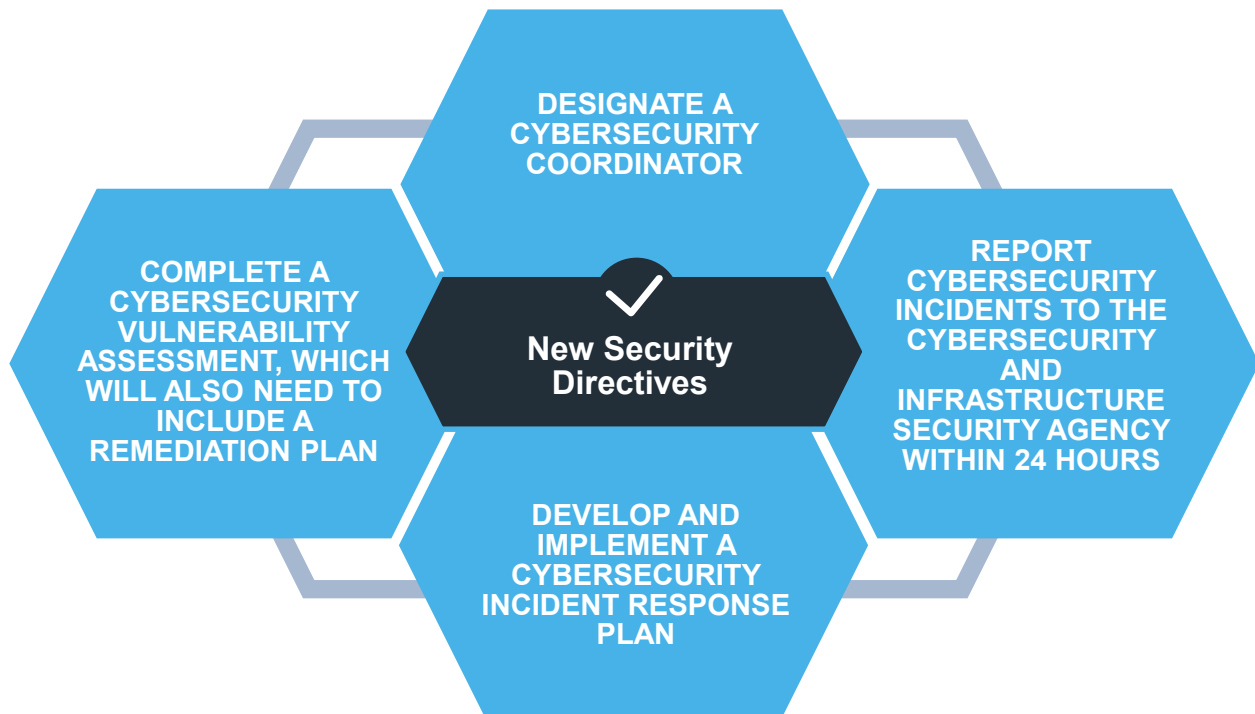 DESIGNATE A
CYBERSECURITY
COORDINATOR
REPORT
CYBERSECURITY
INCIDENTS TO THE
CYBERSECURITY
AND
INFRASTRUCTURE
SECURITY AGENCY
WITHIN 24 HOURS
COMPLETE A
CYBERSECURITY
VULNERABILITY
ASSESSMENT, WHICH
WILL ALSO NEED TO
INCLUDE A
REMEDIATION PLAN
New Security
Directives
DEVELOP AND
IMPLEMENT A
CYBERSECURITY
INCIDENT RESPONSE
PLAN